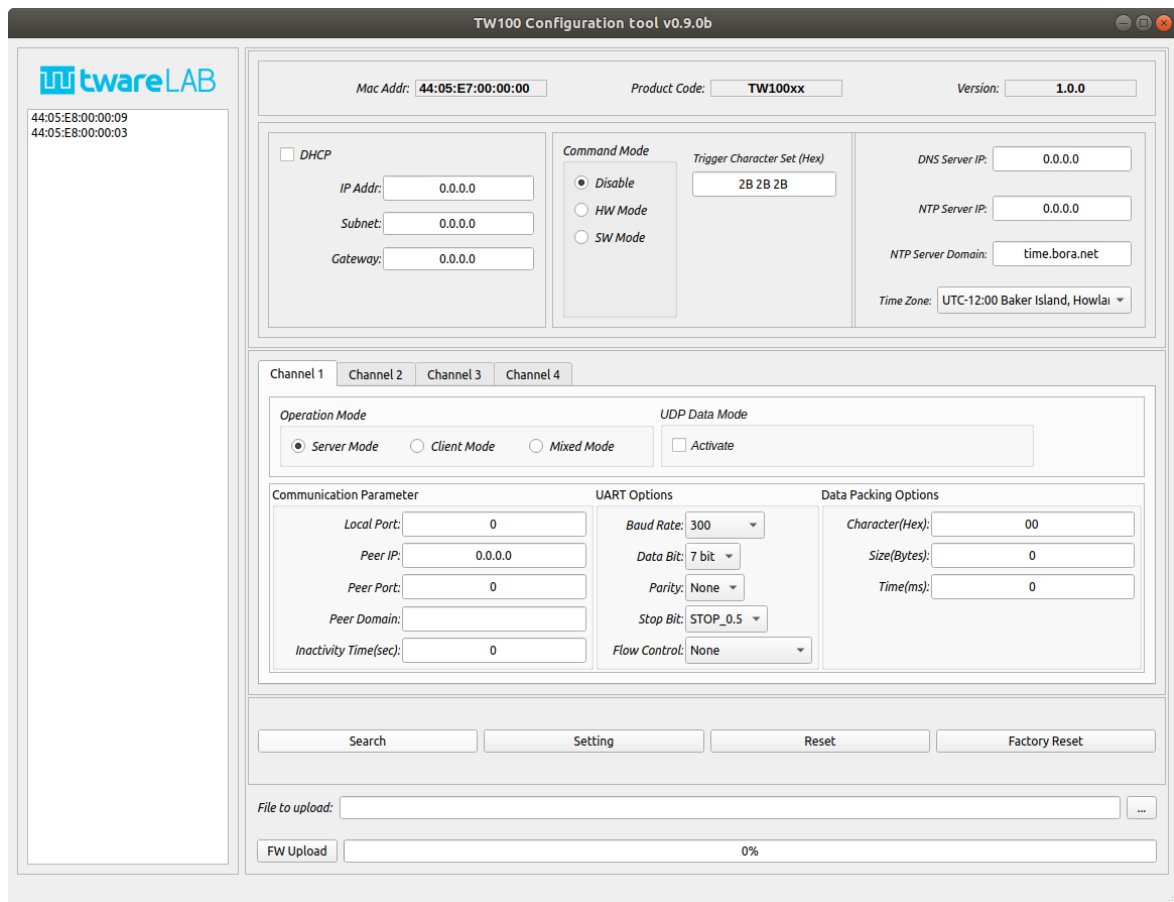 TW100 Configuration tool v0.9.0b
twareLAB
44:05:E8:00:00:09
44:05:E8:00:00:03
Mac Addr: 44:05:E7:00:00:00 Product Code: TW100xx Version: 1.0.0
DHCP
IP Addr: 0.0.0.0
Subnet: 0.0.0.0
Gateway: 0.0.0.0
Command Mode
Disable
HW Mode
SW Mode
Trigger Character Set (Hex)
2B 2B 2B
DNS Server IP: 0.0.0.0
NTP Server IP: 0.0.0.0
NTP Server Domain: time.bora.net
Time Zone: UTC-12:00 Baker Island, Howlar
Channel 1 Channel 2 Channel 3 Channel 4
Operation Mode
Server Mode Client Mode Mixed Mode
UDP Data Mode
Activate
Communication Parameter
Local Port: 0
Peer IP: 0.0.0.0
Peer Port: 0
Peer Domain:
Inactivity Time(sec): 0
UART Options
Baud Rate: 300
Data Bit: 7 bit
Parity: None
Stop Bit: STOP_0.5
Flow Control: None
Data Packing Options
Character(Hex): 00
Size(Bytes): 0
Time(ms): 0
Search Setting Reset Factory Reset
File to upload: ...
FW Upload 0%